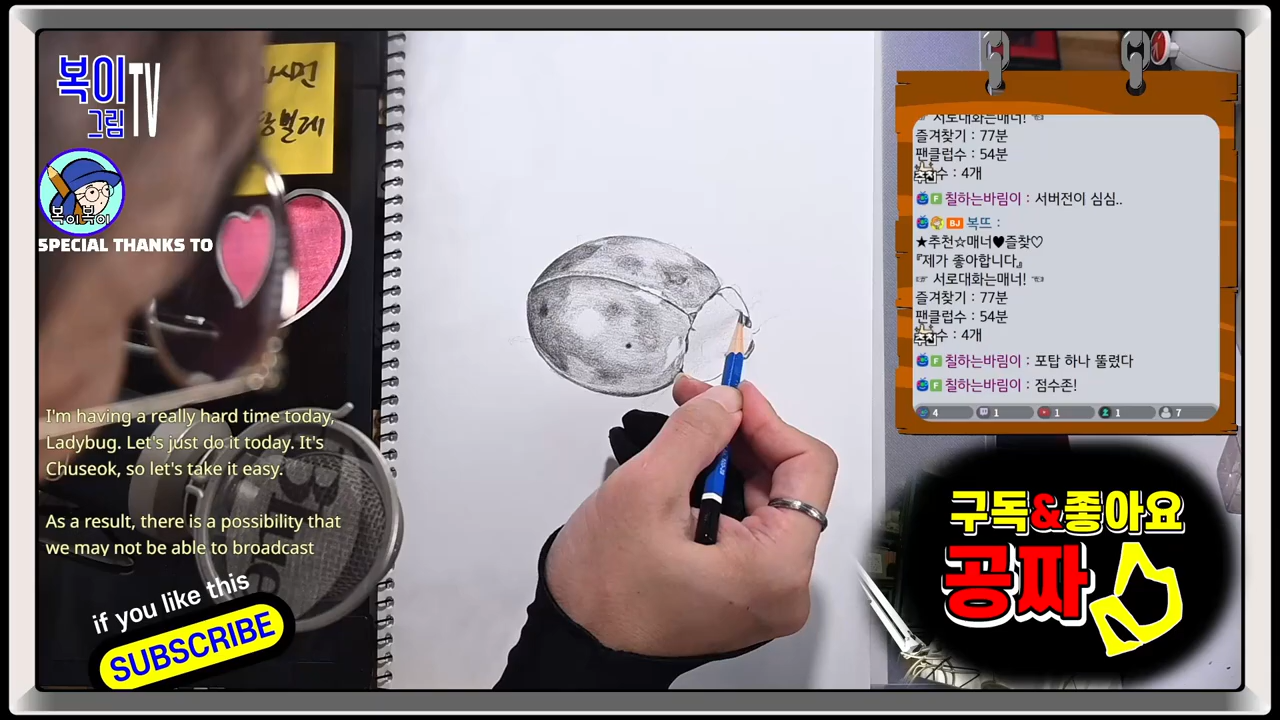 복이
그림
TV
당벌레
복이복이
SPECIAL THANKS TO
I'm having a really hard time today,
Ladybug. Let's just do it today. It's
Chuseok, so let's take it easy.
As a result, there is a possibility that
we may not be able to broadcast
Blue
if you like this
SUBSCRIBE
☞ 서로대화는매너! ☜
즐겨찾기 : 77분
팬클럽수 : 54분
추천수 : 4개
F 칠하는바림이 : 서버전이 심심..
BJ 복뜨 :
★추천☆매너♥즐찾♡
『제가 좋아합니다』
☞ 서로대화는매너! ☜
즐겨찾기 : 77분
팬클럽수 : 54분
추천수 : 4개
F 칠하는바림이 : 포탑 하나 뚫렸다
F 칠하는바림이 : 점수존!
4 1 1 1 7
구독&좋아요
공짜